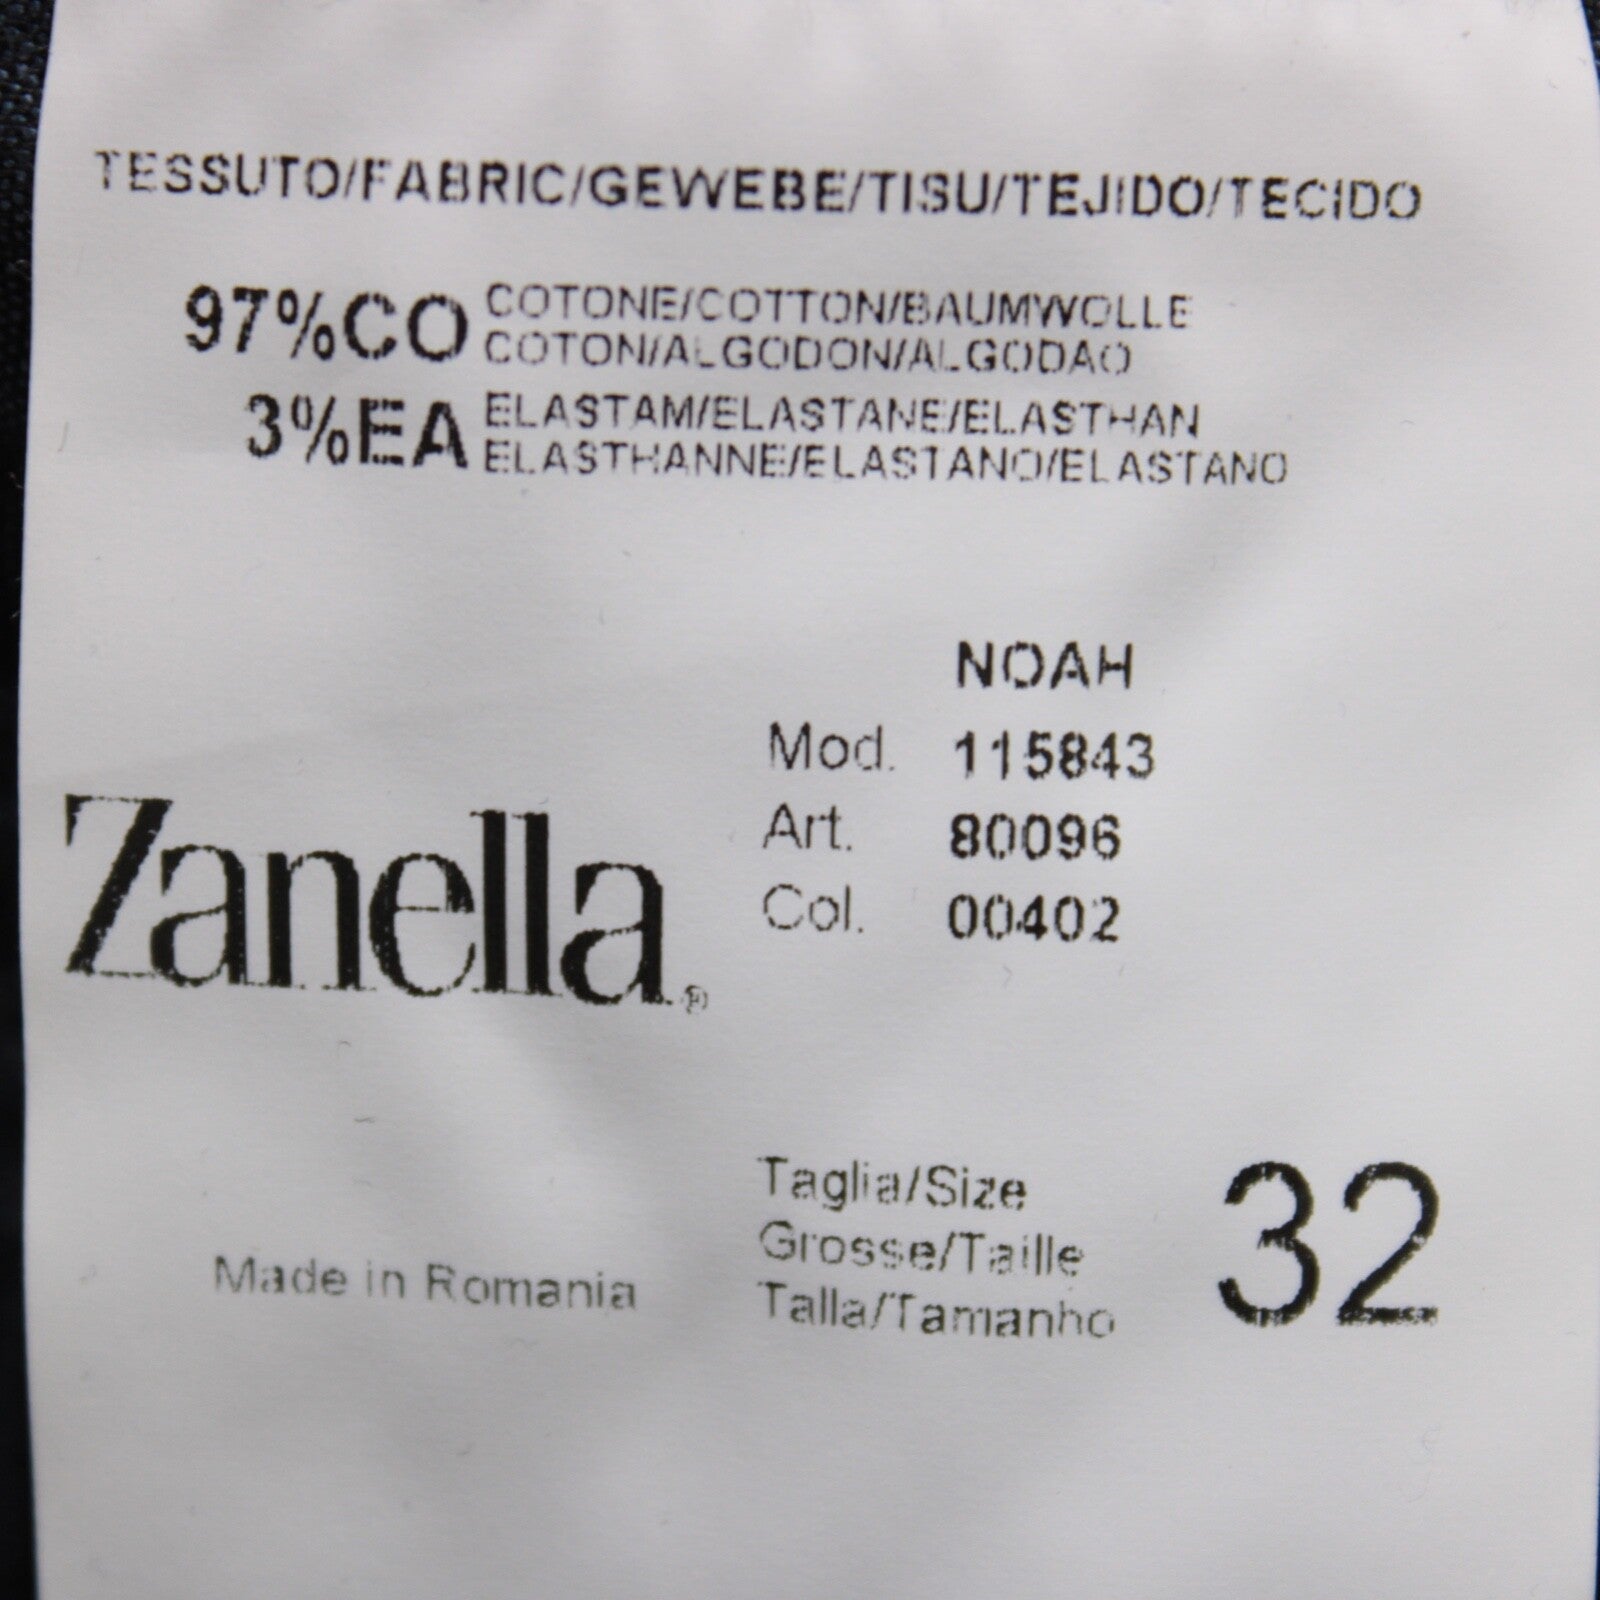 TESSUTO/FABRIC/GEWEBE/TISU/TEJIDO/TECIDO
97%CO COTONE/COTTON/BAUMWOLLE
COTON/ALGODON/ALGODAO
3%EA ELASTAM/ELASTANE/ELASTHAN
ELASTHANNE/ELASTANO/ELASTANO
NOAH
Mod. 115843
Art. 80096
Col. 00402
Zanella®
Taglia/Size
Grosse/Taille
Talla/Tamanho
32
Made in Romania